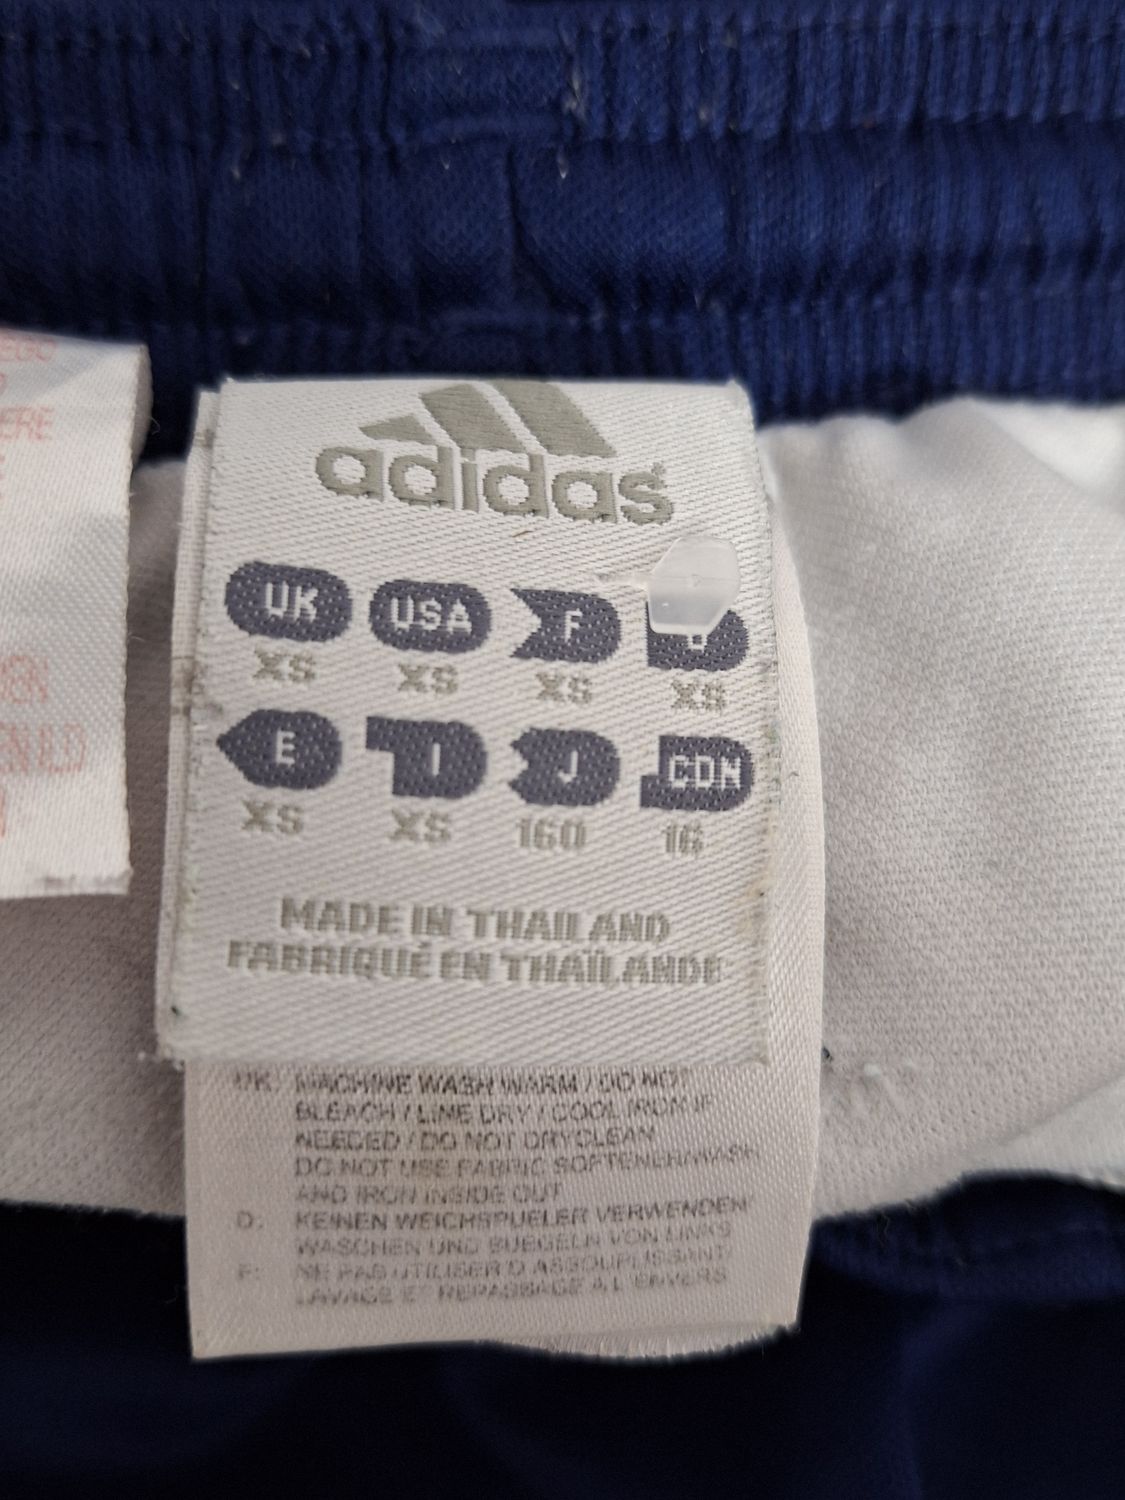 adidas
UK USA F D
XS XS XS XS
E I J CDN
XS XS 160 16
MADE IN THAILAND
FABRIQUÉ EN THAÏLANDE
UK: MACHINE WASH WARM / DO NOT
BLEACH / LINE DRY / COOL IRON IF
NEEDED / DO NOT DRYCLEAN
DO NOT USE FABRIC SOFTENER/WASH
AND IRON INSIDE OUT
D: KEINEN WEICHSPUELER VERWENDEN/
WASCHEN UND BUEGELN VON LINKS
F: NE PAS UTILISER D ASSOUPLISSANT/
LAVAGE ET REPASSAGE A L ENVERS
ERE